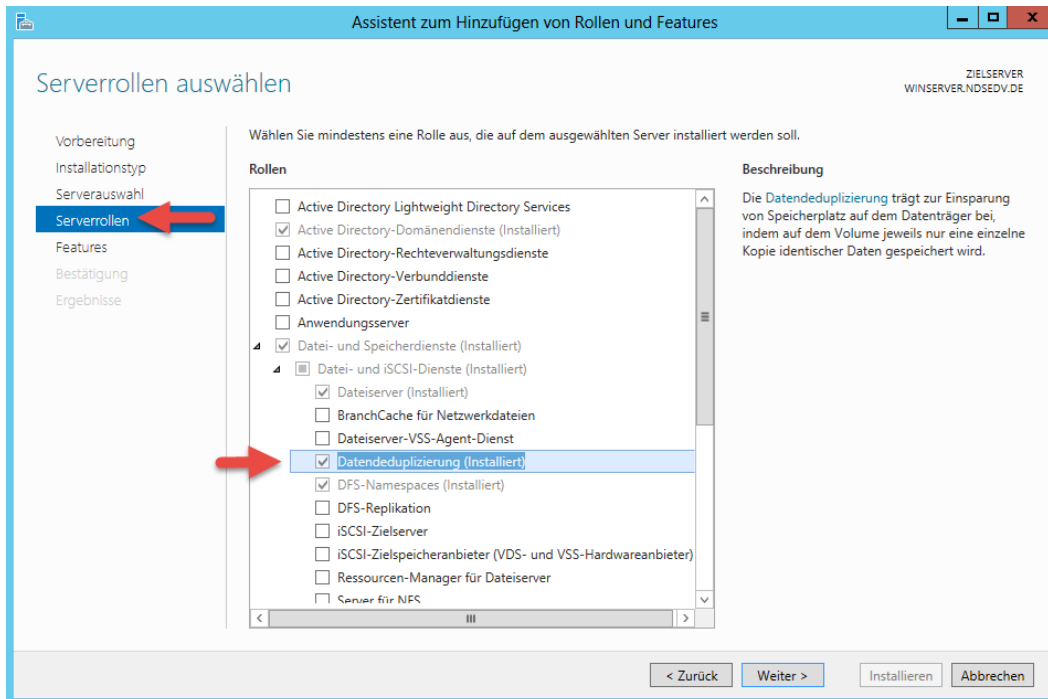 Assistent zum Hinzufügen von Rollen und Features
Serverrollen auswählen
ZIELSERVER
WINSERVER.NDSEDV.DE
Vorbereitung
Installationstyp
Serverauswahl
Serverrollen
Features
Bestätigung
Ergebnisse
Wählen Sie mindestens eine Rolle aus, die auf dem ausgewählten Server installiert werden soll.
Rollen
Active Directory Lightweight Directory Services
Active Directory-Domänendienste (Installiert)
Active Directory-Rechteverwaltungsdienste
Active Directory-Verbunddienste
Active Directory-Zertifikatdienste
Anwendungsserver
Datei- und Speicherdienste (Installiert)
Datei- und iSCSI-Dienste (Installiert)
Dateiserver (Installiert)
BranchCache für Netzwerkdateien
Dateiserver-VSS-Agent-Dienst
Datendeduplizierung (Installiert)
DFS-Namespaces (Installiert)
DFS-Replikation
iSCSI-Zielserver
iSCSI-Zielspeicheranbieter (VDS- und VSS-Hardwareanbieter)
Ressourcen-Manager für Dateiserver
Server für NFS
Beschreibung
Die Datendeduplizierung trägt zur Einsparung
von Speicherplatz auf dem Datenträger bei,
indem auf dem Volume jeweils nur eine einzelne
Kopie identischer Daten gespeichert wird.
< Zurück
Weiter >
Installieren
Abbrechen